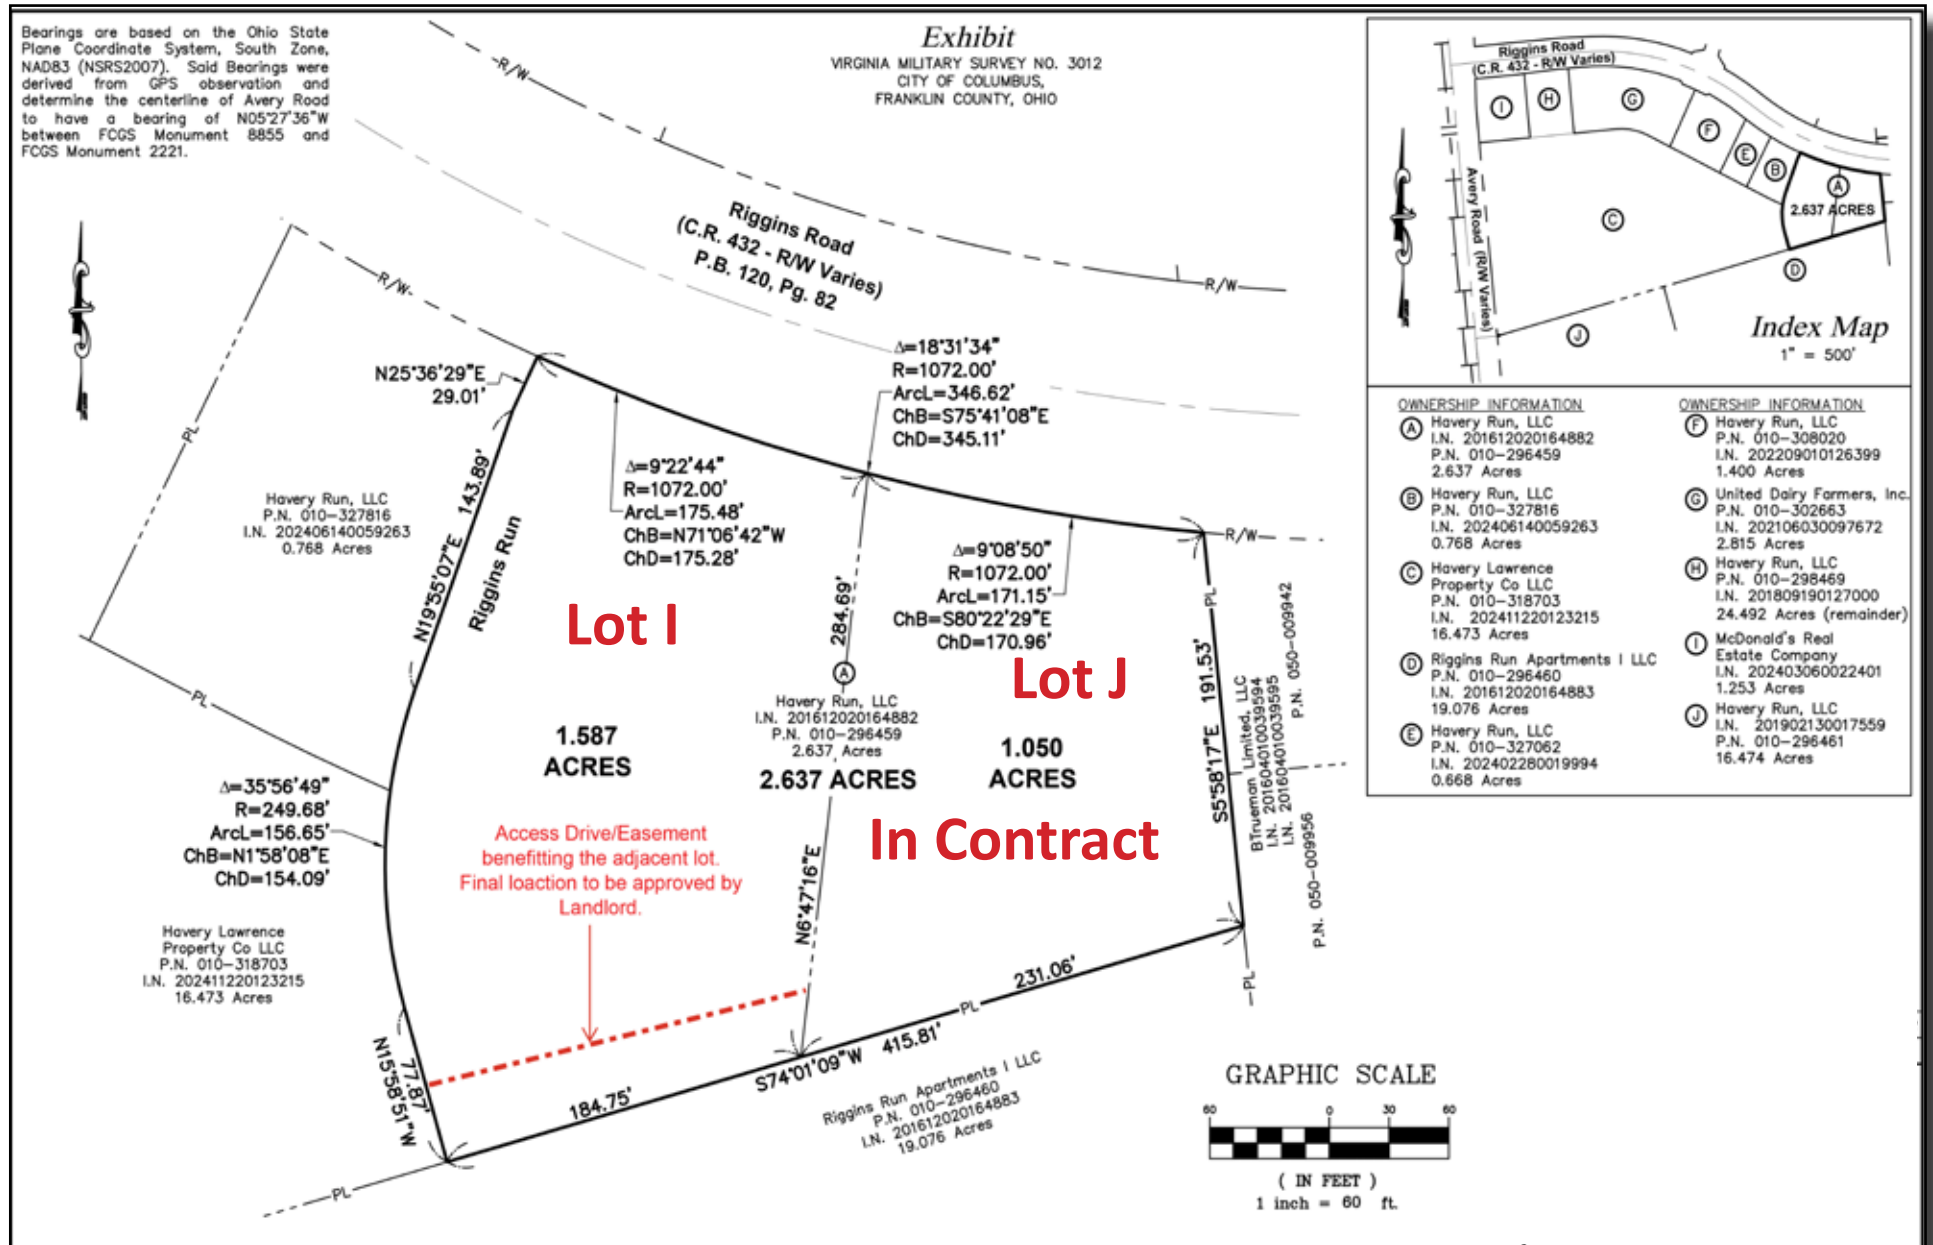 Bearings are based on the Ohio State
Plane Coordinate System, South Zone,
NAD83 (NSRS2007). Said Bearings were
derived from GPS observation and
determine the centerline of Avery Road
to have a bearing of N05°27'36"W
between FCGS Monument 8855 and
FCGS Monument 2221.
Exhibit
VIRGINIA MILITARY SURVEY NO. 3012
CITY OF COLUMBUS,
FRANKLIN COUNTY, OHIO
R/W
Riggins Road
(C.R. 432 - R/W Varies)
P.B. 120, Pg. 82
R/W
R/W
R/W
PL
PL
N25°36'29"E
29.01'
N19°55'07"E 143.89'
Riggins Run
Havery Run, LLC
P.N. 010-327816
I.N. 202406140059263
0.768 Acres
Δ=18°31'34"
R=1072.00'
ArcL=346.62'
ChB=S75°41'08"E
ChD=345.11'
Δ=9°22'44"
R=1072.00'
ArcL=175.48'
ChB=N71°06'42"W
ChD=175.28'
Δ=9°08'50"
R=1072.00'
ArcL=171.15'
ChB=S80°22'29"E
ChD=170.96'
Lot I
Lot J
284.69'
A
Havery Run, LLC
I.N. 201612020164882
P.N. 010-296459
2.637 Acres
2.637 ACRES
1.587
ACRES
1.050
ACRES
In Contract
N6°47'16"E
PL
S5°58'17"E 191.53'
BTrueman Limited, LLC
I.N. 201604010039594
I.N. 201604010039595
P.N. 050-009942
P.N. 050-009956
Δ=35°56'49"
R=249.68'
ArcL=156.65'
ChB=N1°58'08"E
ChD=154.09'
Access Drive/Easement
benefitting the adjacent lot.
Final loaction to be approved by
Landlord.
Havery Lawrence
Property Co LLC
P.N. 010-318703
I.N. 202411220123215
16.473 Acres
77.87'
N15°58'51"W
184.75'
S74°01'09"W 415.81'
PL
231.06'
PL
PL
Riggins Run Apartments I LLC
P.N. 010-296460
I.N. 201612020164883
19.076 Acres
GRAPHIC SCALE
60 0 30 60
( IN FEET )
1 inch = 60 ft.
Riggins Road
(C.R. 432 - R/W Varies)
Avery Road (R/W Varies)
I
H
G
F
E
B
A
2.637 ACRES
C
D
J
Index Map
1" = 500'
OWNERSHIP INFORMATION
A
Havery Run, LLC
I.N. 201612020164882
P.N. 010-296459
2.637 Acres
B
Havery Run, LLC
P.N. 010-327816
I.N. 202406140059263
0.768 Acres
C
Havery Lawrence
Property Co LLC
P.N. 010-318703
I.N. 202411220123215
16.473 Acres
D
Riggins Run Apartments I LLC
P.N. 010-296460
I.N. 201612020164883
19.076 Acres
E
Havery Run, LLC
P.N. 010-327062
I.N. 202402280019994
0.668 Acres
OWNERSHIP INFORMATION
F
Havery Run, LLC
P.N. 010-308020
I.N. 202209010126399
1.400 Acres
G
United Dairy Farmers, Inc.
P.N. 010-302663
I.N. 202106030097672
2.815 Acres
H
Havery Run, LLC
P.N. 010-298469
I.N. 201809190127000
24.492 Acres (remainder)
I
McDonald's Real
Estate Company
I.N. 202403060022401
1.253 Acres
J
Havery Run, LLC
I.N. 201902130017559
P.N. 010-296461
16.474 Acres